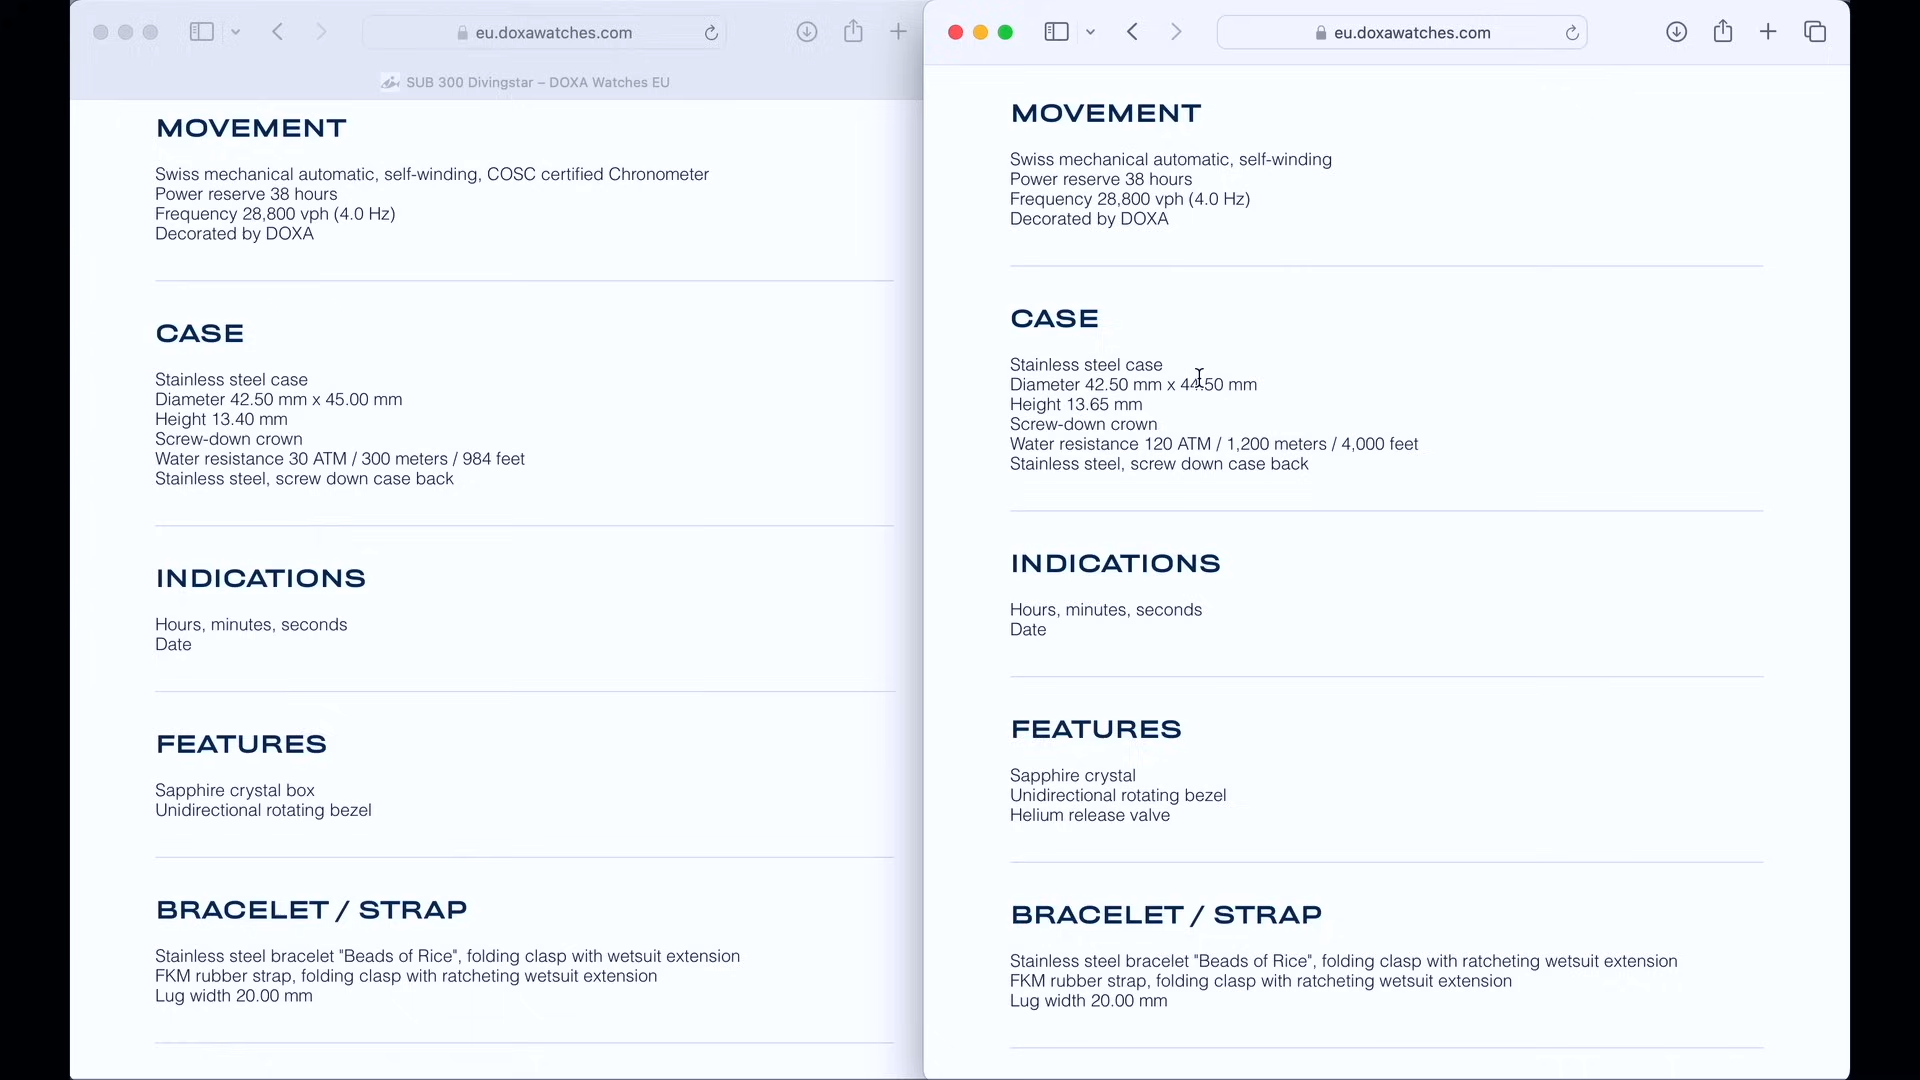 eu.doxawatches.com
SUB 300 Divingstar – DOXA Watches EU
MOVEMENT
Swiss mechanical automatic, self-winding, COSC certified Chronometer
Power reserve 38 hours
Frequency 28,800 vph (4.0 Hz)
Decorated by DOXA
CASE
Stainless steel case
Diameter 42.50 mm x 45.00 mm
Height 13.40 mm
Screw-down crown
Water resistance 30 ATM / 300 meters / 984 feet
Stainless steel, screw down case back
INDICATIONS
Hours, minutes, seconds
Date
FEATURES
Sapphire crystal box
Unidirectional rotating bezel
BRACELET / STRAP
Stainless steel bracelet "Beads of Rice", folding clasp with wetsuit extension
FKM rubber strap, folding clasp with ratcheting wetsuit extension
Lug width 20.00 mm
eu.doxawatches.com
MOVEMENT
Swiss mechanical automatic, self-winding
Power reserve 38 hours
Frequency 28,800 vph (4.0 Hz)
Decorated by DOXA
CASE
Stainless steel case
Diameter 42.50 mm x 44.50 mm
Height 13.65 mm
Screw-down crown
Water resistance 120 ATM / 1,200 meters / 4,000 feet
Stainless steel, screw down case back
INDICATIONS
Hours, minutes, seconds
Date
FEATURES
Sapphire crystal
Unidirectional rotating bezel
Helium release valve
BRACELET / STRAP
Stainless steel bracelet "Beads of Rice", folding clasp with ratcheting wetsuit extension
FKM rubber strap, folding clasp with ratcheting wetsuit extension
Lug width 20.00 mm